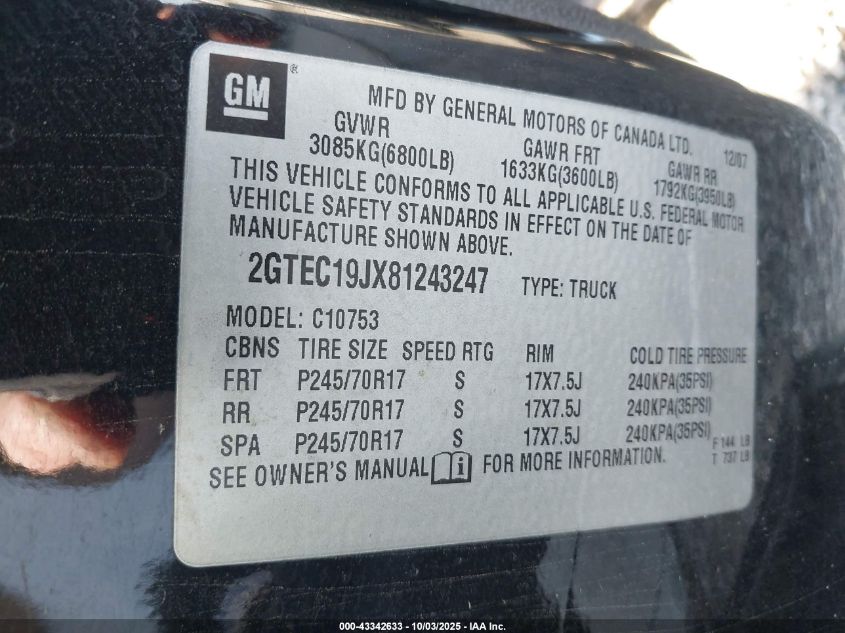 GM®
MFD BY GENERAL MOTORS OF CANADA LTD. 12/07
GVWR GAWR FRT GAWR RR
3085KG(6800LB) 1633KG(3600LB) 1792KG(3950LB)
THIS VEHICLE CONFORMS TO ALL APPLICABLE U.S. FEDERAL MOTOR
VEHICLE SAFETY STANDARDS IN EFFECT ON THE DATE OF
MANUFACTURE SHOWN ABOVE.
2GTEC19JX81243247 TYPE: TRUCK
MODEL: C10753
CBNS TIRE SIZE SPEED RTG RIM COLD TIRE PRESSURE
FRT P245/70R17 S 17X7.5J 240KPA(35PSI)
RR P245/70R17 S 17X7.5J 240KPA(35PSI)
SPA P245/70R17 S 17X7.5J 240KPA(35PSI)
F 144 LB
T 737 LB
SEE OWNER'S MANUAL i FOR MORE INFORMATION.
000-43342633 - 10/03/2025 - IAA Inc.